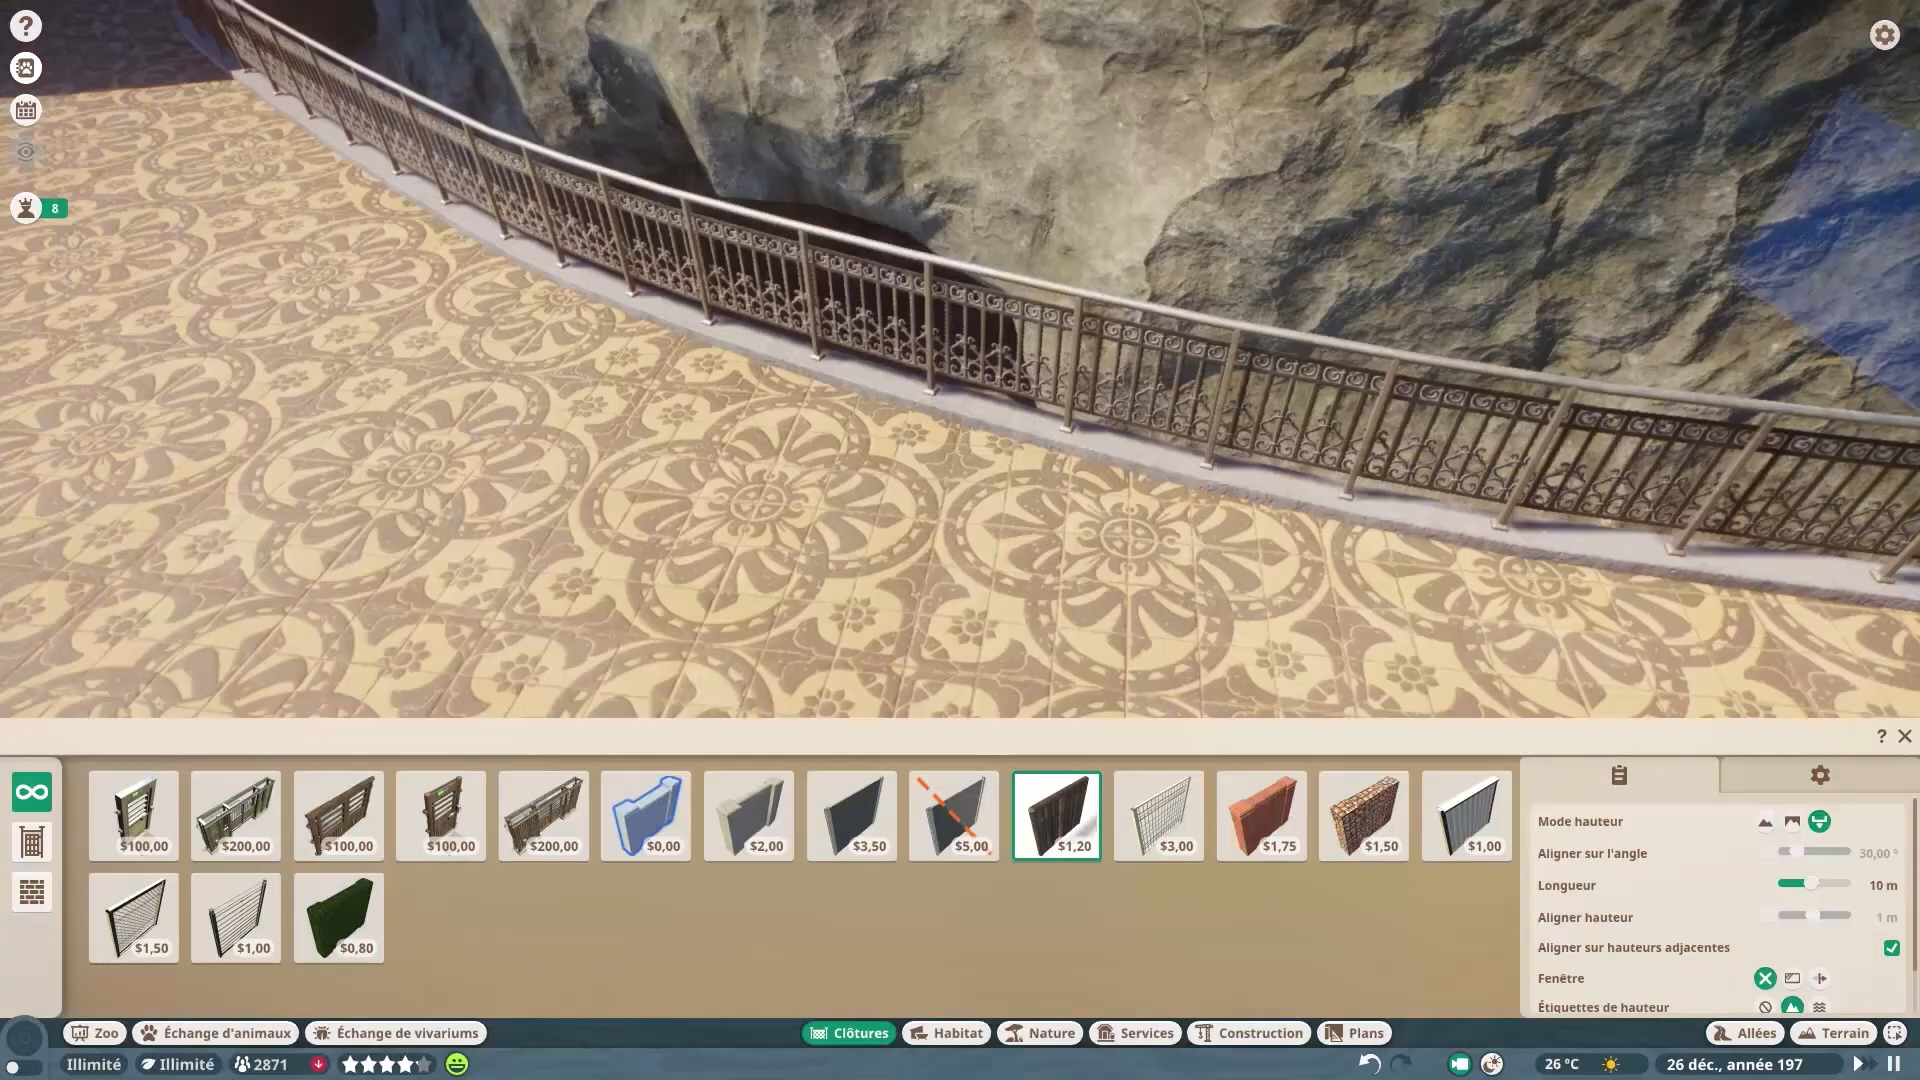 ?
8
? ✕
$100,00 $200,00 $100,00 $100,00 $200,00 $0,00 $2,00 $3,50 $5,00 $1,20 $3,00 $1,75 $1,50 $1,00
$1,50 $1,00 $0,80
Mode hauteur
Aligner sur l'angle 30,00 °
Longueur 10 m
Aligner hauteur 1 m
Aligner sur hauteurs adjacentes
Fenêtre
Étiquettes de hauteur
Zoo Échange d'animaux Échange de vivariums Clôtures Habitat Nature Services Construction Plans Allées Terrain
Illimité Illimité 2871 26 °C 26 déc., année 197